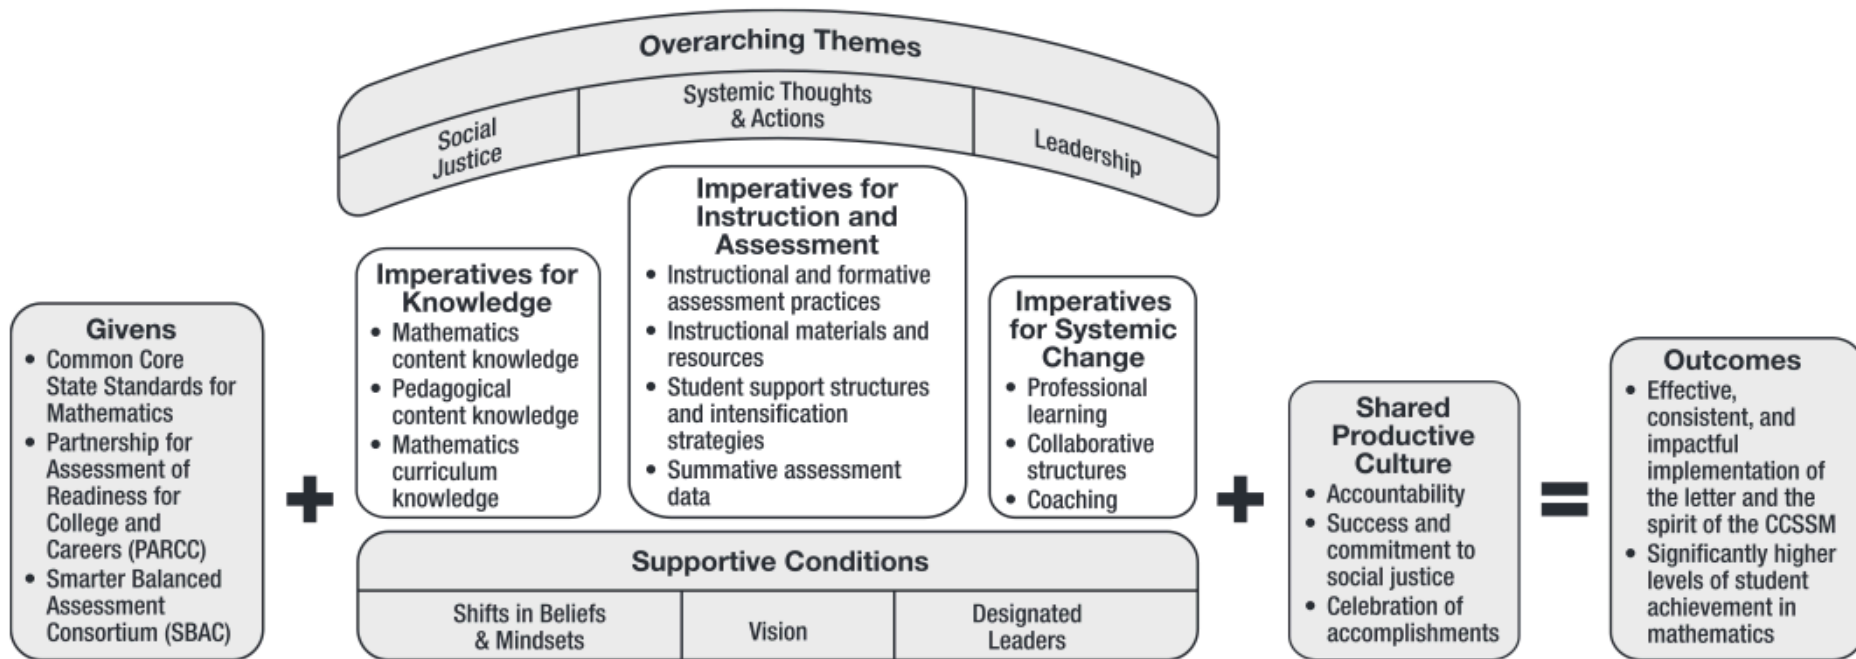 Overarching Themes
Social
Justice
Systemic Thoughts
& Actions
Leadership
Givens
• Common Core
State Standards for
Mathematics
• Partnership for
Assessment of
Readiness for
College and
Careers (PARCC)
• Smarter Balanced
Assessment
Consortium (SBAC)
+
Imperatives for
Knowledge
• Mathematics
content knowledge
• Pedagogical
content knowledge
• Mathematics
curriculum
knowledge
Imperatives for
Instruction and
Assessment
• Instructional and formative
assessment practices
• Instructional materials and
resources
• Student support structures
and intensification
strategies
• Summative assessment
data
Imperatives
for Systemic
Change
• Professional
learning
• Collaborative
structures
• Coaching
Supportive Conditions
Shifts in Beliefs
& Mindsets
Vision
Designated
Leaders
+
Shared
Productive
Culture
• Accountability
• Success and
commitment to
social justice
• Celebration of
accomplishments
=
Outcomes
• Effective,
consistent, and
impactful
implementation of
the letter and the
spirit of the CCSSM
• Significantly higher
levels of student
achievement in
mathematics